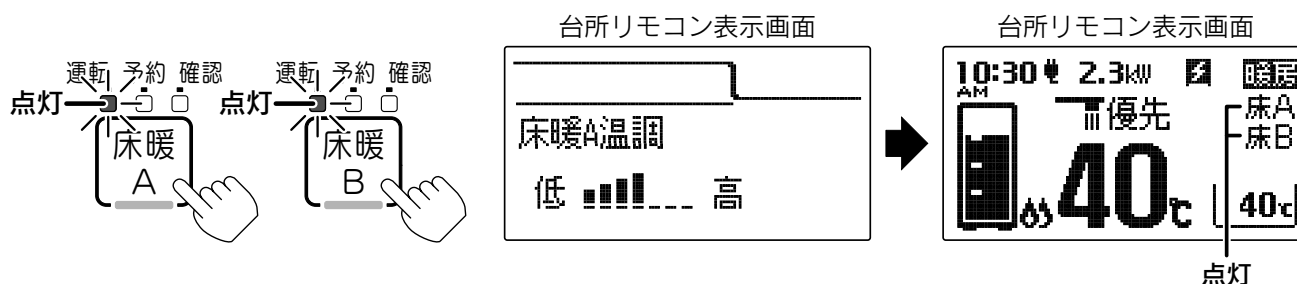 台所リモコン表示画面
台所リモコン表示画面
運転 予約 確認
点灯
床暖
A
運転 予約 確認
点灯
床暖
B
床暖A温調
低 高
10:30 2.3kW 暖房
AM
優先
床A
床B
40℃
40℃
点灯